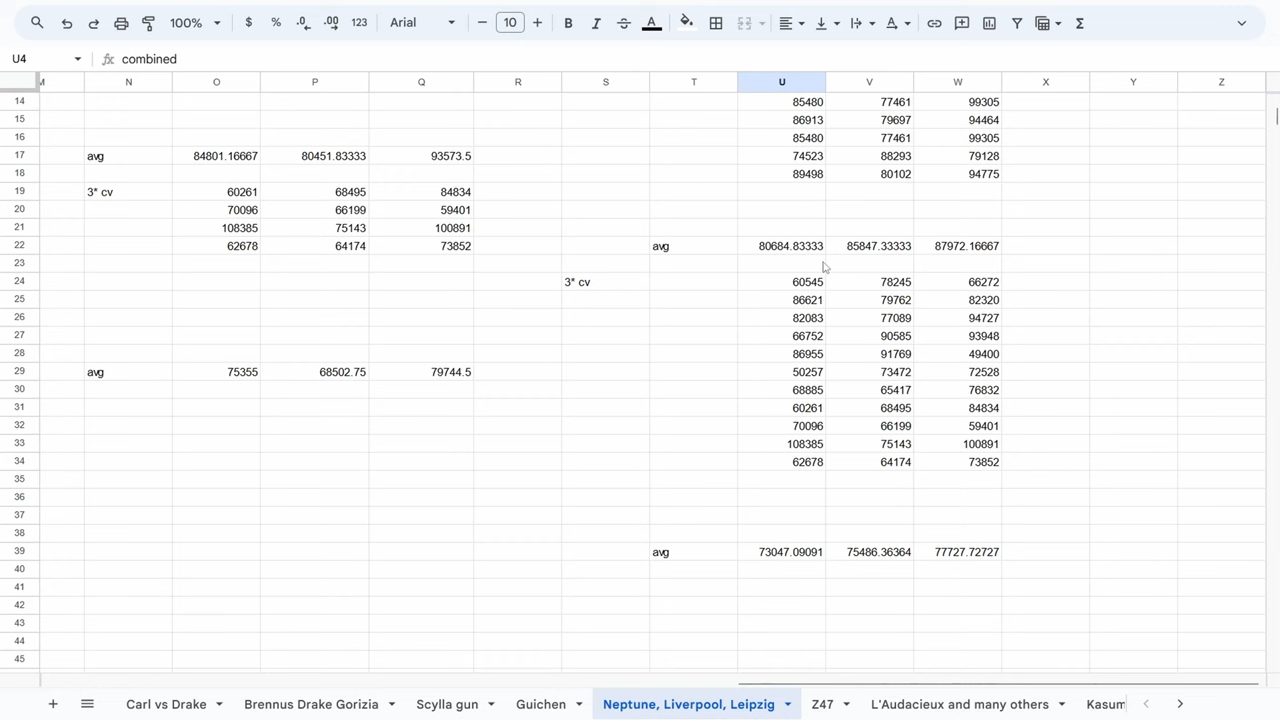 100% $ % .0 .00 123 Arial − 10 + B I S A Σ
U4 fx combined
M N O P Q R S T U V W X Y Z
14 85480 77461 99305
15 86913 79697 94464
16 85480 77461 99305
17 avg 84801.16667 80451.83333 93573.5 74523 88293 79128
18 89498 80102 94775
19 3* cv 60261 68495 84834
20 70096 66199 59401
21 108385 75143 100891
22 62678 64174 73852 avg 80684.83333 85847.33333 87972.16667
23
24 3* cv 60545 78245 66272
25 86621 79762 82320
26 82083 77089 94727
27 66752 90585 93948
28 86955 91769 49400
29 avg 75355 68502.75 79744.5 50257 73472 72528
30 68885 65417 76832
31 60261 68495 84834
32 70096 66199 59401
33 108385 75143 100891
34 62678 64174 73852
35
36
37
38
39 avg 73047.09091 75486.36364 77727.72727
40
41
42
43
44
45
+ Carl vs Drake Brennus Drake Gorizia Scylla gun Guichen Neptune, Liverpool, Leipzig Z47 L'Audacieux and many others Kasum